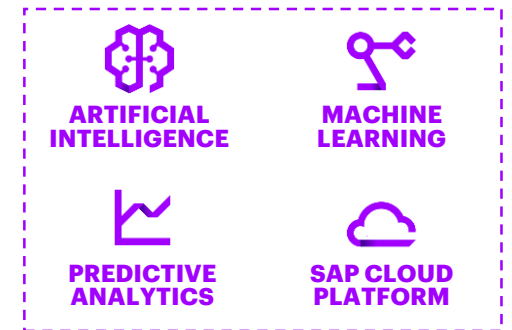 ARTIFICIAL
INTELLIGENCE
MACHINE
LEARNING
PREDICTIVE
ANALYTICS
SAP CLOUD
PLATFORM